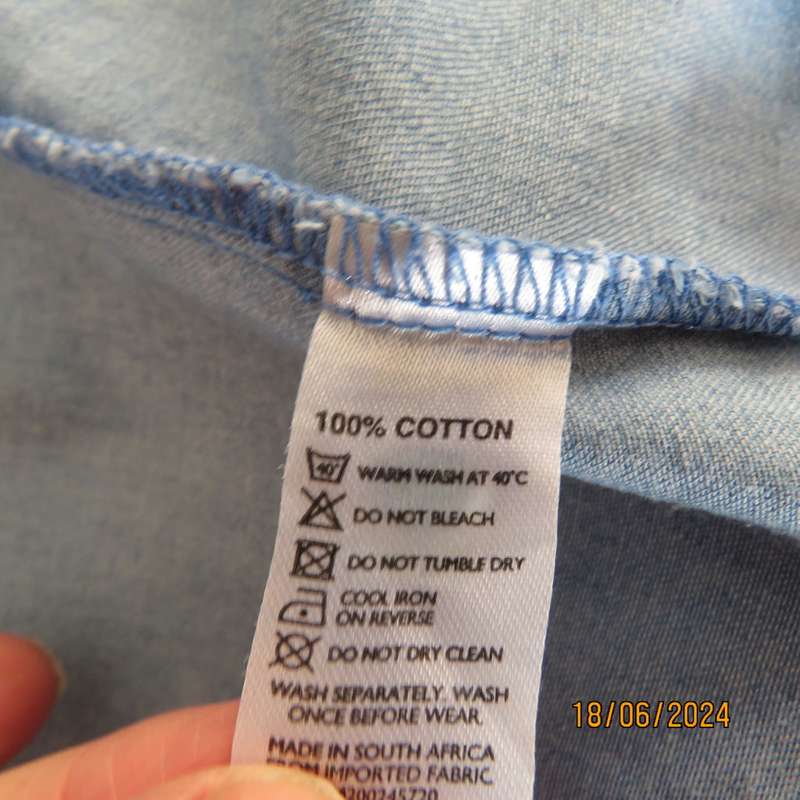 100% COTTON
40° WARM WASH AT 40°C
DO NOT BLEACH
DO NOT TUMBLE DRY
COOL IRON
ON REVERSE
DO NOT DRY CLEAN
WASH SEPARATELY. WASH
ONCE BEFORE WEAR.
18/06/2024
MADE IN SOUTH AFRICA
FROM IMPORTED FABRIC
4200245720